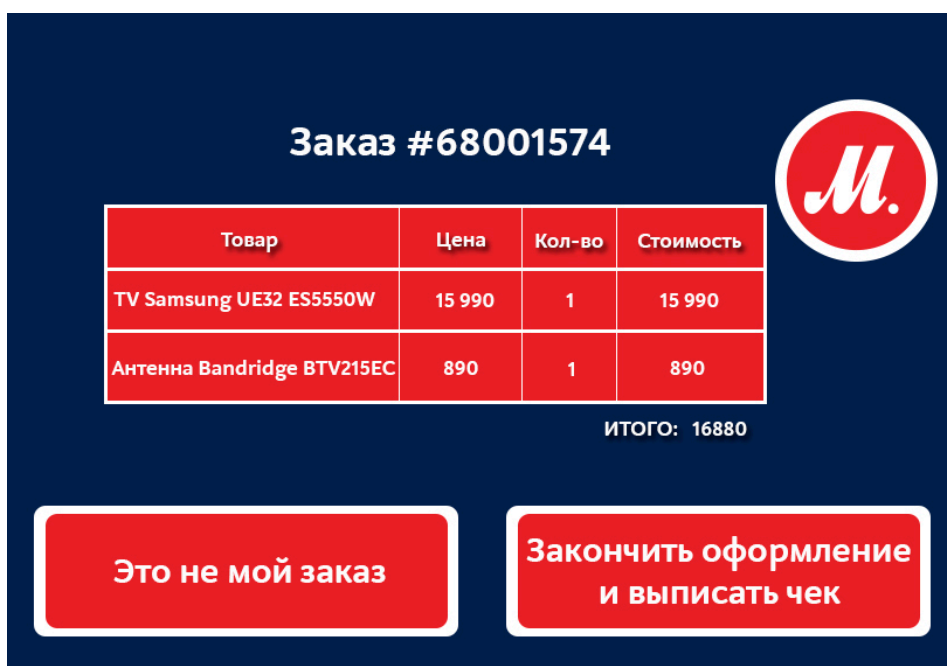 Заказ #68001574
М.
Товар Цена Кол-во Стоимость
TV Samsung UE32 ES5550W 15 990 1 15 990
Антенна Bandridge BTV215EC 890 1 890
ИТОГО: 16880
Это не мой заказ
Закончить оформление
и выписать чек